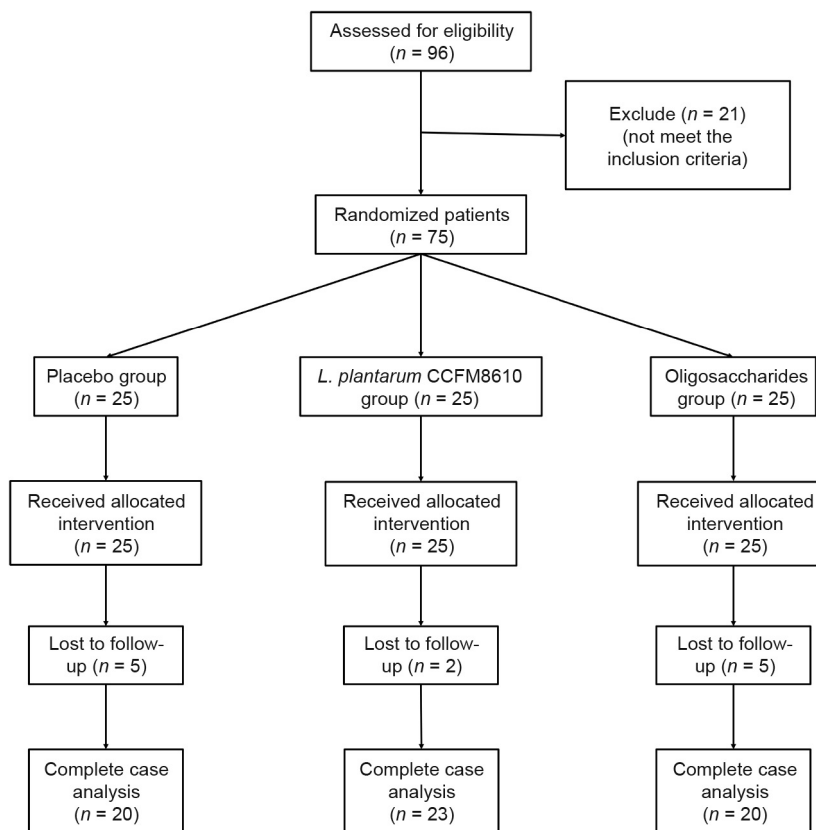 Assessed for eligibility
(n = 96)
Exclude (n = 21)
(not meet the
inclusion criteria)
Randomized patients
(n = 75)
Placebo group
(n = 25)
L. plantarum CCFM8610
group (n = 25)
Oligosaccharides
group (n = 25)
Received allocated
intervention
(n = 25)
Received allocated
intervention
(n = 25)
Received allocated
intervention
(n = 25)
Lost to follow-
up (n = 5)
Lost to follow-
up (n = 2)
Lost to follow-
up (n = 5)
Complete case
analysis
(n = 20)
Complete case
analysis
(n = 23)
Complete case
analysis
(n = 20)